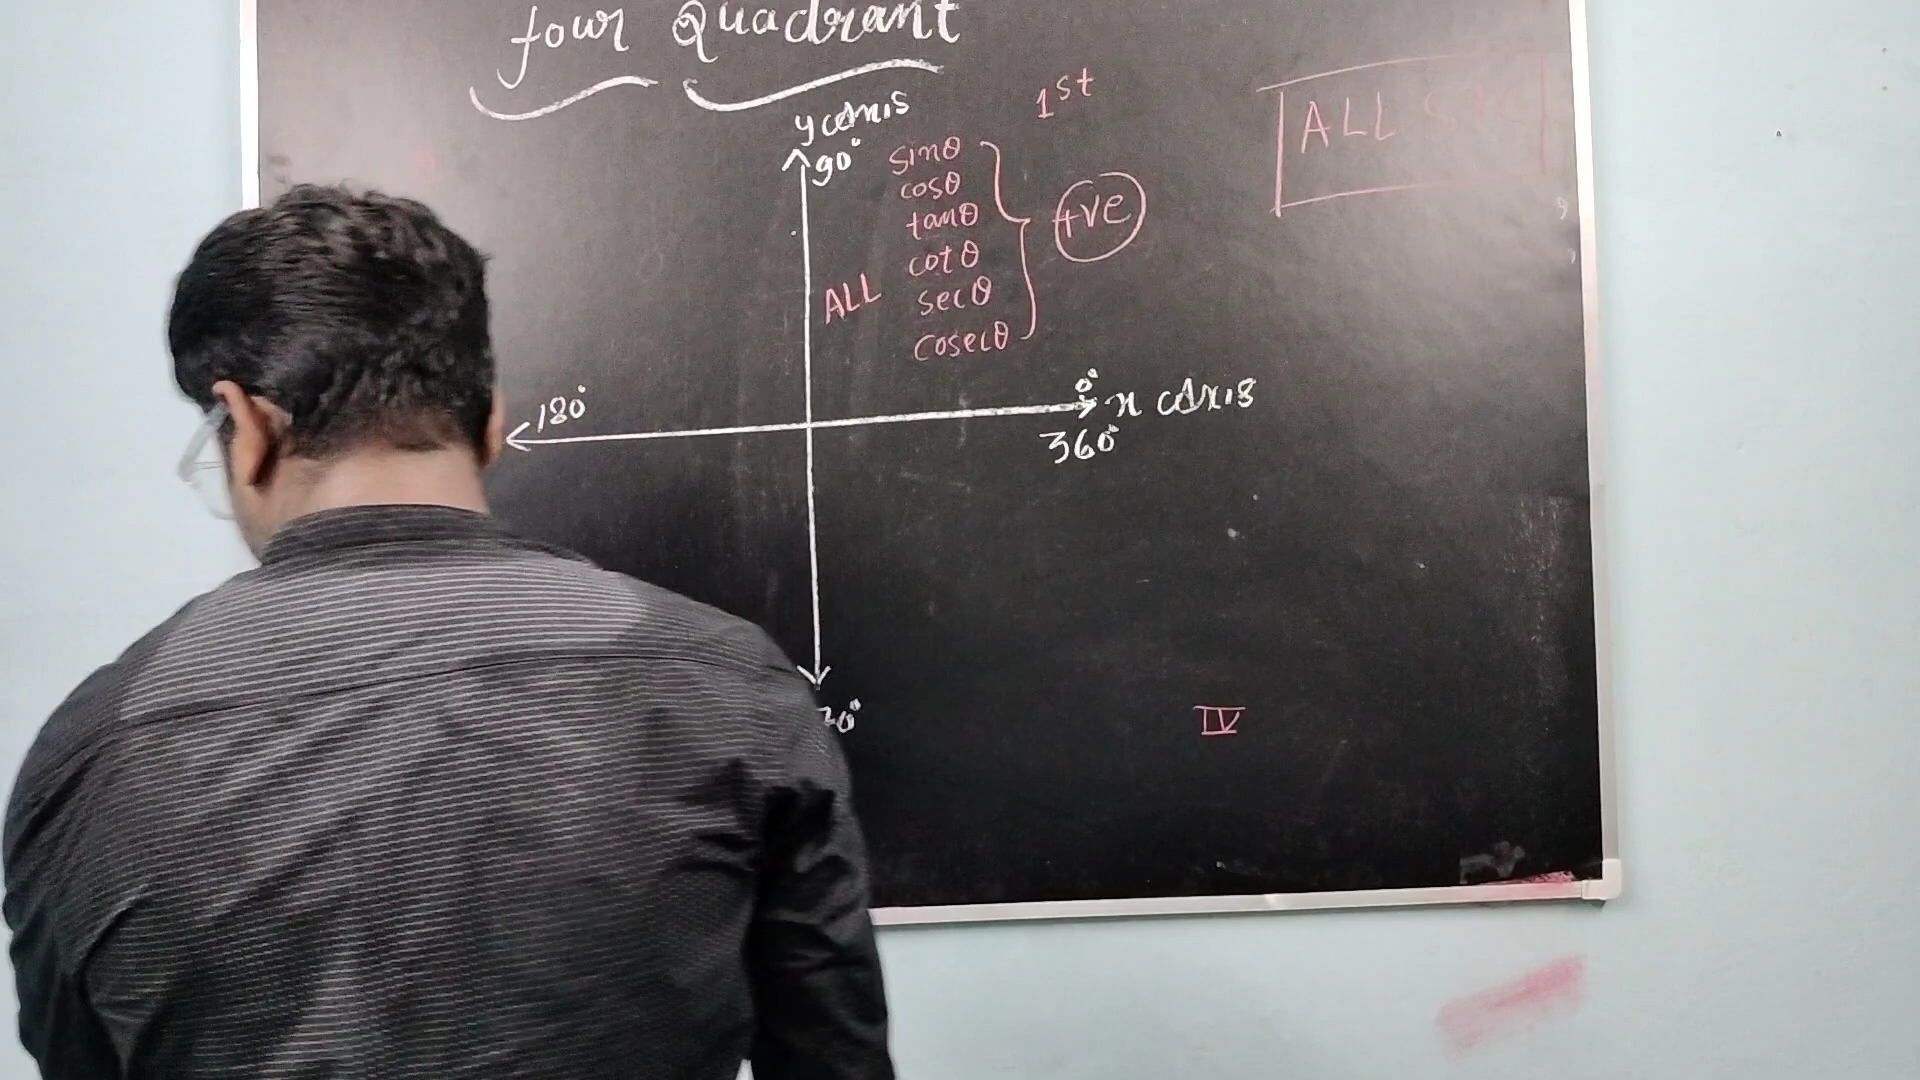 four Quadrant
y axis
1st
90°
sinθ
cosθ
tanθ
cotθ
secθ
cosecθ
ALL
+ve
ALL
180°
0°
x axis
360°
IV